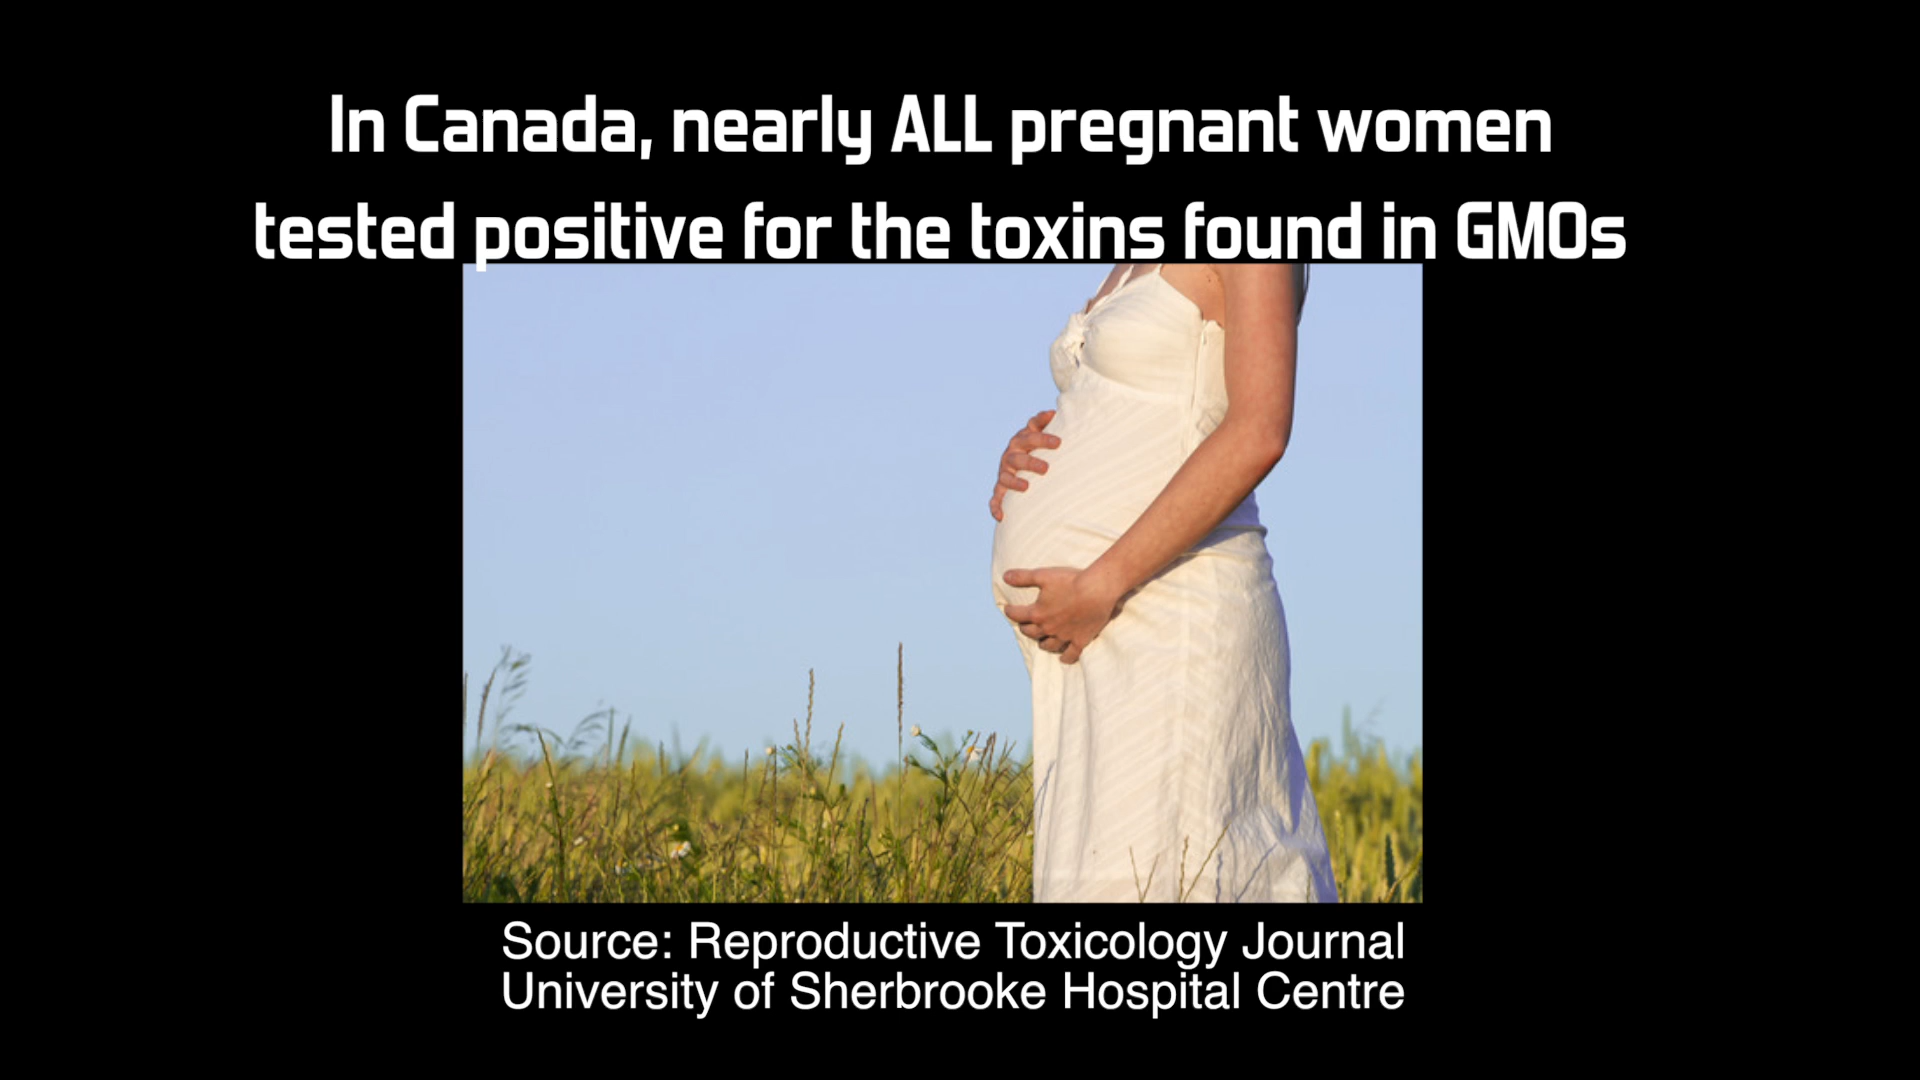 In Canada, nearly ALL pregnant women
tested positive for the toxins found in GMOs
Source: Reproductive Toxicology Journal
University of Sherbrooke Hospital Centre